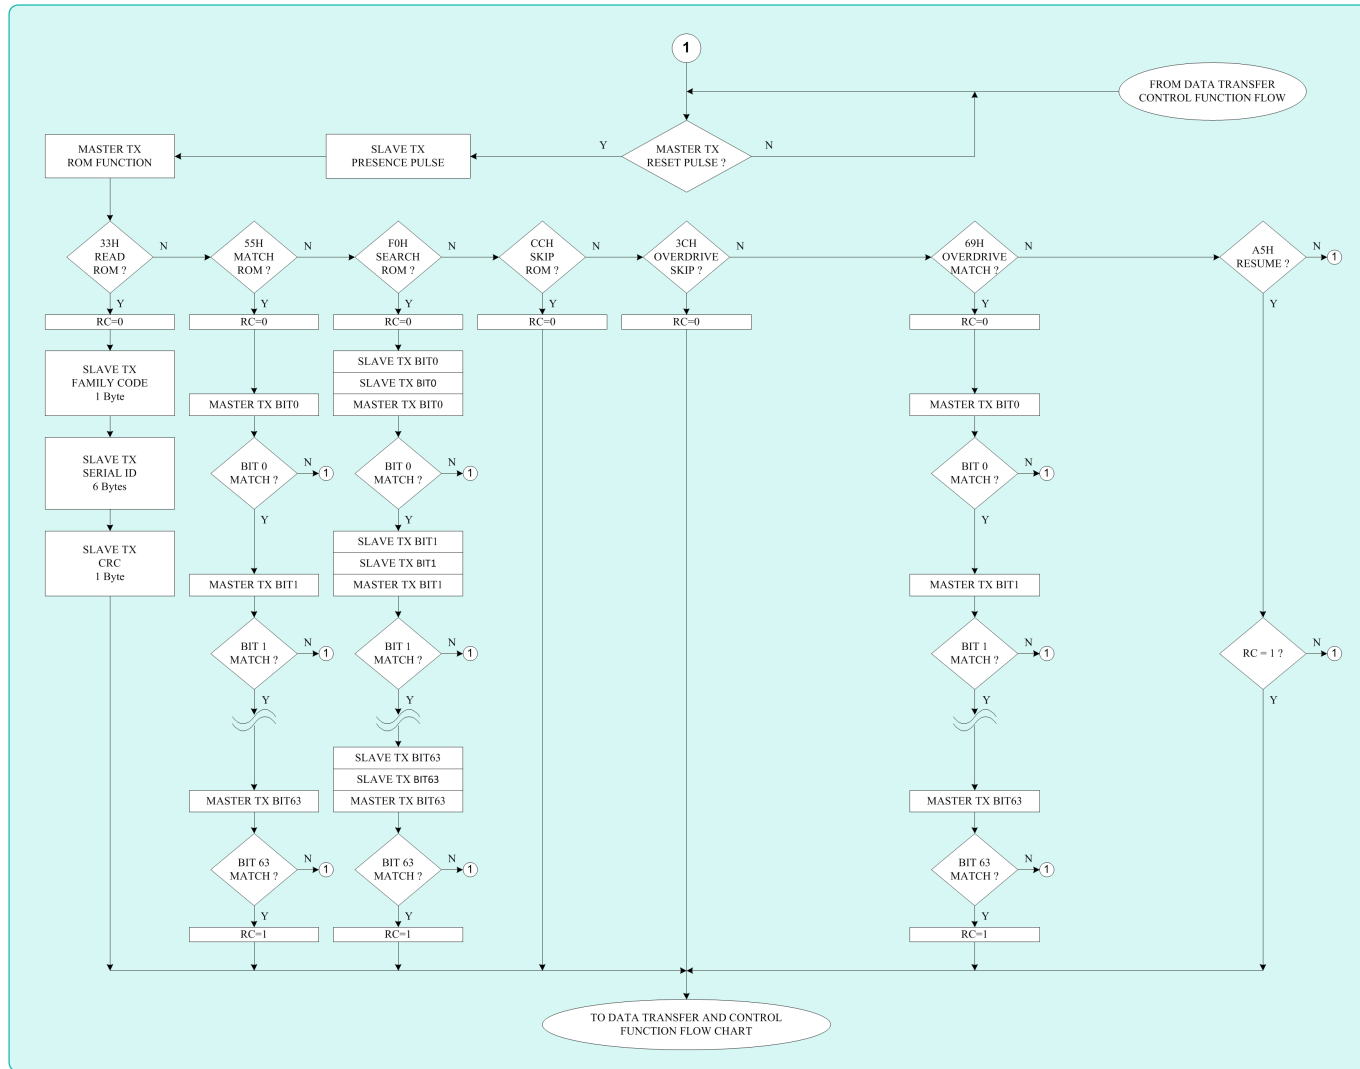 1
FROM DATA TRANSFER
CONTROL FUNCTION FLOW
MASTER TX
ROM FUNCTION
SLAVE TX
PRESENCE PULSE
Y
MASTER TX
RESET PULSE ?
N
33H
READ
ROM ?
N
55H
MATCH
ROM ?
N
F0H
SEARCH
ROM ?
N
CCH
SKIP
ROM ?
N
3CH
OVERDRIVE
SKIP ?
N
69H
OVERDRIVE
MATCH ?
N
A5H
RESUME ?
N
1
Y
Y
Y
Y
Y
Y
Y
RC=0
RC=0
RC=0
RC=0
RC=0
RC=0
SLAVE TX
FAMILY CODE
1 Byte
SLAVE TX
SERIAL ID
6 Bytes
SLAVE TX
CRC
1 Byte
MASTER TX BIT0
BIT 0
MATCH ?
N
1
Y
MASTER TX BIT1
BIT 1
MATCH ?
N
1
Y
MASTER TX BIT63
BIT 63
MATCH ?
N
1
Y
RC=1
SLAVE TX BIT0
SLAVE TX BIT0
MASTER TX BIT0
BIT 0
MATCH ?
N
1
Y
SLAVE TX BIT1
SLAVE TX BIT1
MASTER TX BIT1
BIT 1
MATCH ?
N
1
Y
SLAVE TX BIT63
SLAVE TX BIT63
MASTER TX BIT63
BIT 63
MATCH ?
N
1
Y
RC=1
MASTER TX BIT0
BIT 0
MATCH ?
N
1
Y
MASTER TX BIT1
BIT 1
MATCH ?
N
1
Y
MASTER TX BIT63
BIT 63
MATCH ?
N
1
Y
RC=1
RC = 1 ?
N
1
Y
TO DATA TRANSFER AND CONTROL
FUNCTION FLOW CHART